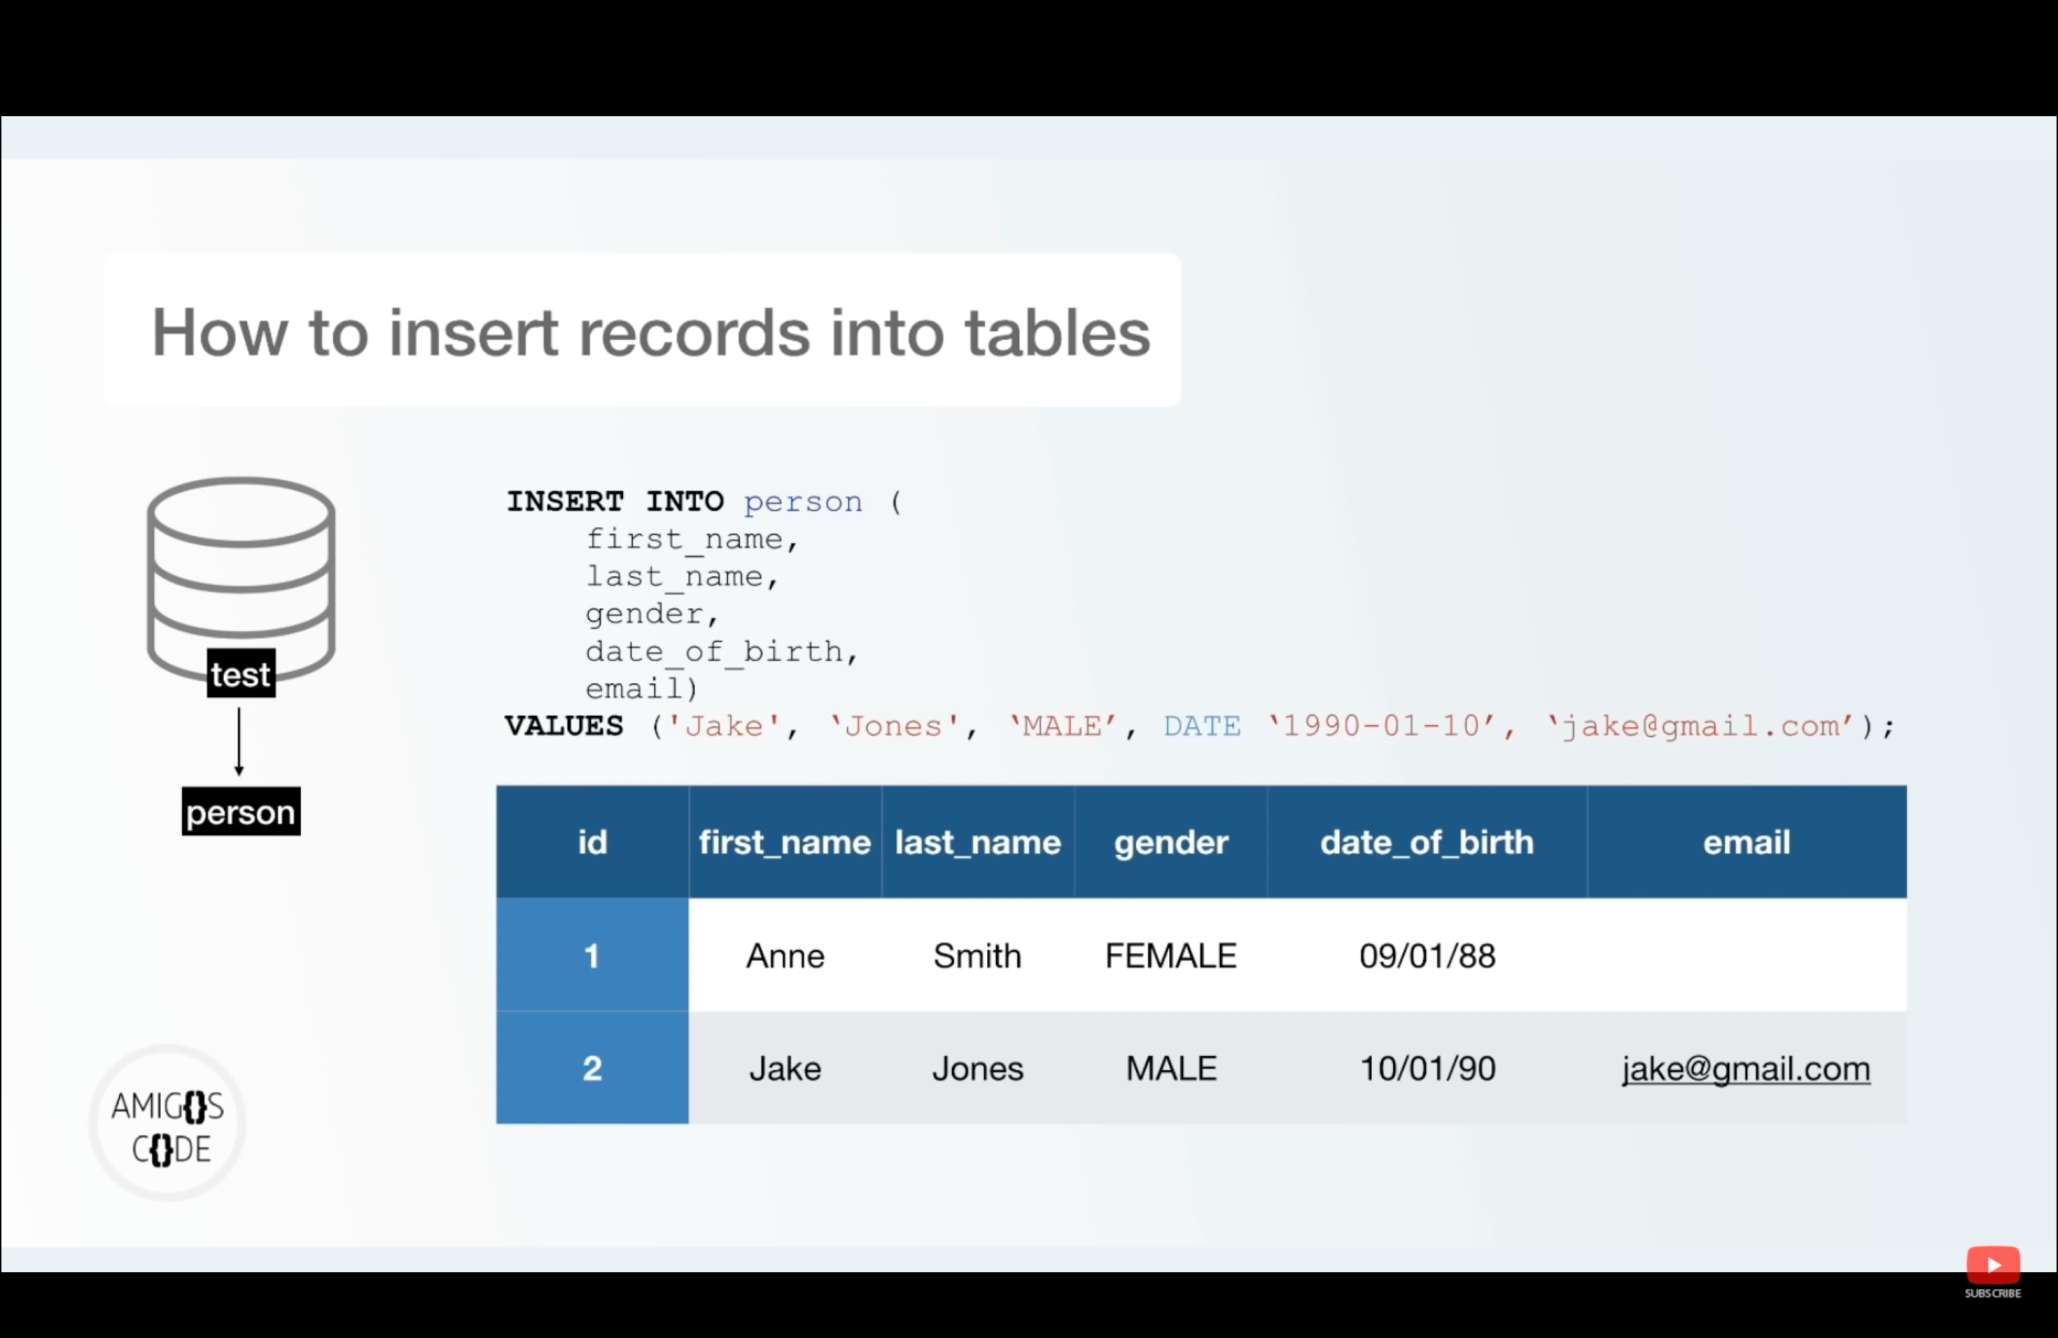 How to insert records into tables
test
person
INSERT INTO person (
first_name,
last_name,
gender,
date_of_birth,
email)
VALUES ('Jake', ‘Jones', ‘MALE’, DATE ‘1990-01-10’, ‘jake@gmail.com’);
id first_name last_name gender date_of_birth email
1 Anne Smith FEMALE 09/01/88
2 Jake Jones MALE 10/01/90 jake@gmail.com
AMIG{}S
C{}DE
SUBSCRIBE